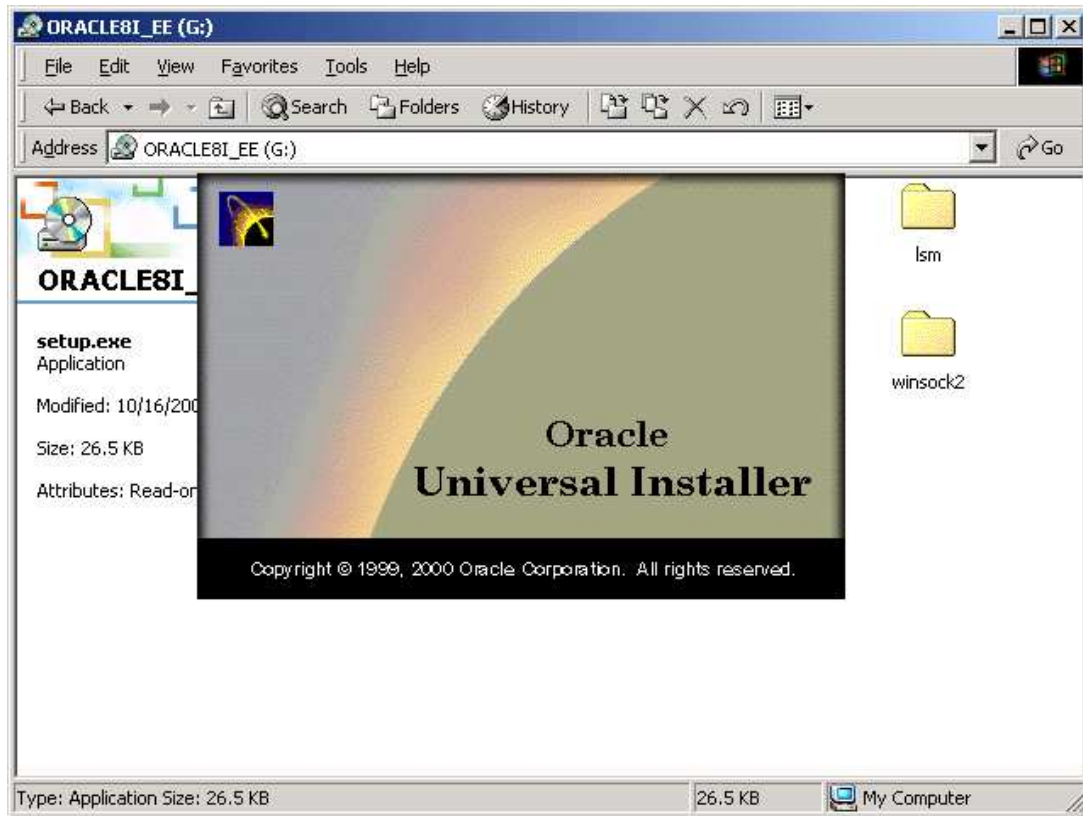 ORACLE8I_EE (G:)
File Edit View Favorites Tools Help
Back Search Folders History
Address ORACLE8I_EE (G:) Go
ORACLE8I_
setup.exe
Application
Modified: 10/16/200
Size: 26.5 KB
Attributes: Read-or
Oracle
Universal Installer
Copyright © 1999, 2000 Oracle Corporation. All rights reserved.
lsm
winsock2
Type: Application Size: 26.5 KB 26.5 KB My Computer